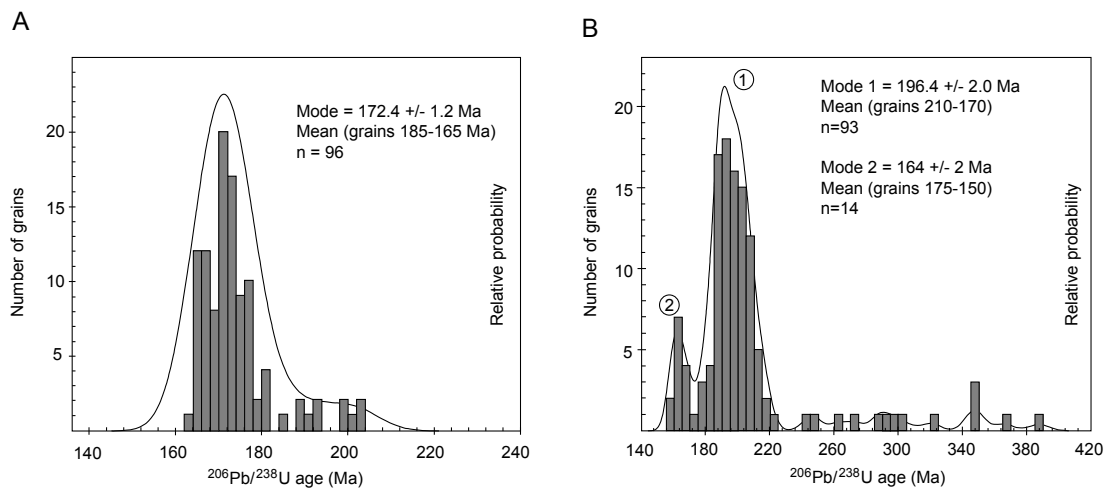 A
Mode = 172.4 +/- 1.2 Ma
Mean (grains 185-165 Ma)
n = 96
Number of grains
Relative probability
20
15
10
5
140 160 180 200 220 240
206Pb/238U age (Ma)
B
1
2
Mode 1 = 196.4 +/- 2.0 Ma
Mean (grains 210-170)
n=93
Mode 2 = 164 +/- 2 Ma
Mean (grains 175-150)
n=14
Number of grains
Relative probability
20
15
10
5
140 180 220 260 300 340 380 420
206Pb/238U age (Ma)